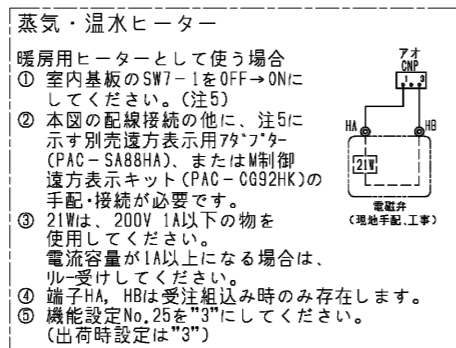 蒸気・温水ヒーター
暖房用ヒーターとして使う場合
① 室内基板のSW7－1をOFF→ONに
してください。(注5)
② 本図の配線接続の他に、注5に
示す別売遠方表示用ｱﾀﾞﾌﾟﾀｰ
(PAC－SA88HA)、またはM制御
遠方表示キット(PAC－CG92HK)の
手配・接続が必要です。
③ 21Wは、200V 1A以下の物を
使用してください。
電流容量が1A以上になる場合は、
ﾘﾚｰ受けしてください。
④ 端子HA, HBは受注組込み時のみ存在します。
⑤ 機能設定No.25を"3"にしてください。
(出荷時設定は"3")
アオ
CNP
1 3
HA
HB
21W
電磁弁
(現地手配.工事)